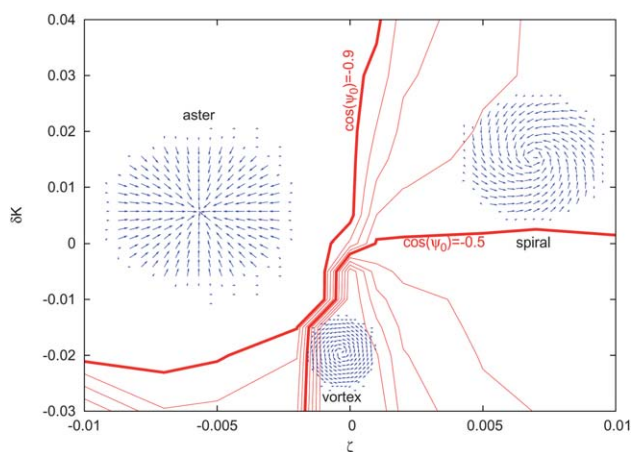 0.04
0.03
0.02
0.01
0
-0.01
-0.02
-0.03
δK
-0.01
-0.005
0
0.005
0.01
ζ
aster
cos(ψ₀)=-0.9
cos(ψ₀)=-0.5
spiral
vortex